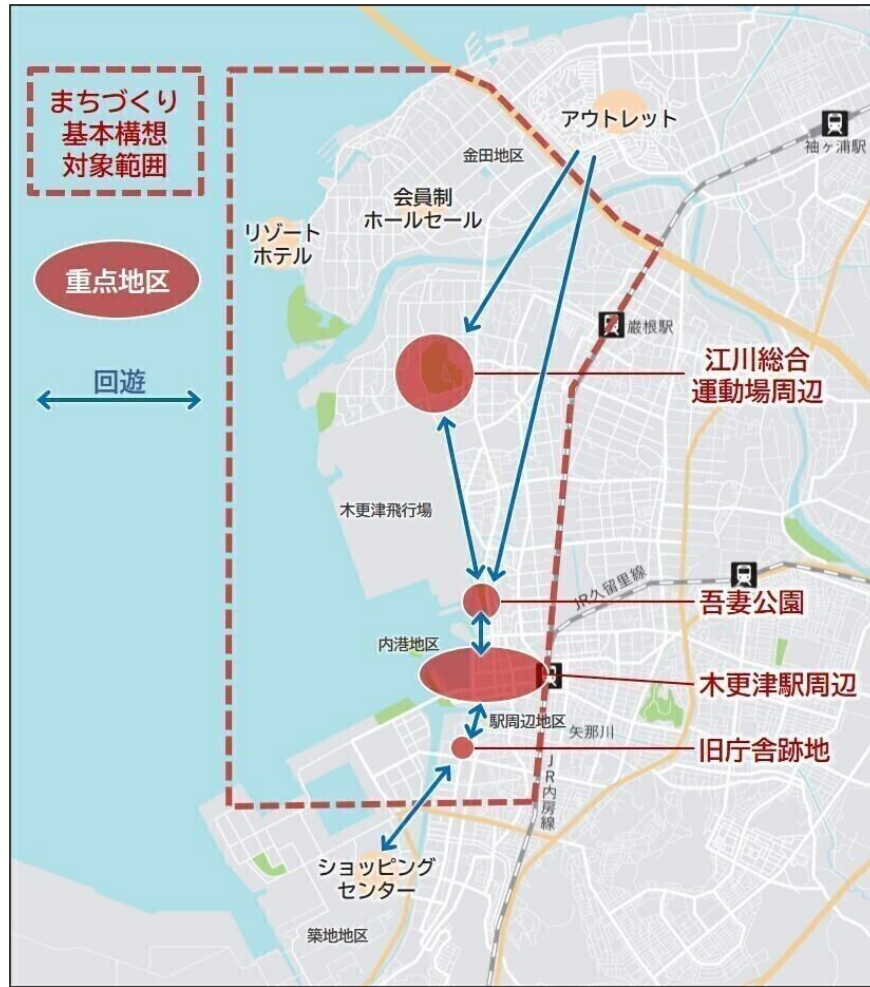 まちづくり
基本構想
対象範囲
アウトレット
袖ヶ浦駅
金田地区
会員制
ホールセール
リゾート
ホテル
重点地区
巌根駅
江川総合
運動場周辺
回遊
木更津飛行場
JR久留里線
吾妻公園
内港地区
木更津駅周辺
駅周辺地区
矢那川
旧庁舎跡地
JR内房線
ショッピング
センター
築地地区